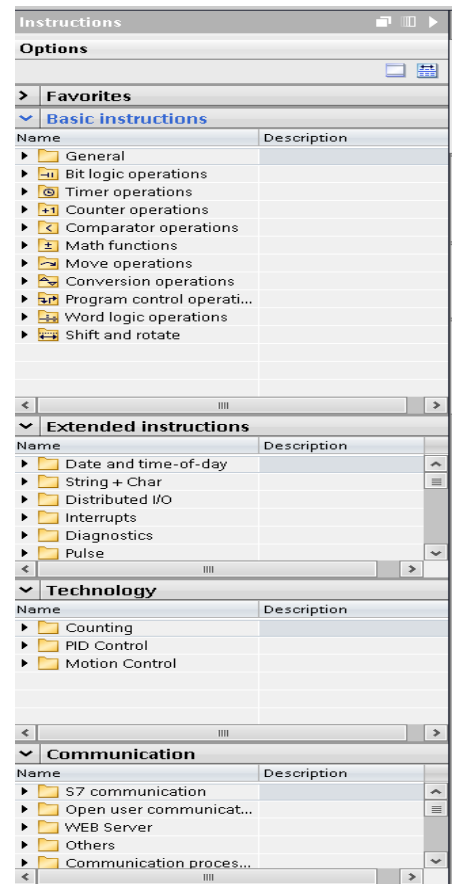 Instructions
Options
Favorites
Basic instructions
Name Description
General
Bit logic operations
Timer operations
Counter operations
Comparator operations
Math functions
Move operations
Conversion operations
Program control operati...
Word logic operations
Shift and rotate
Extended instructions
Name Description
Date and time-of-day
String + Char
Distributed I/O
Interrupts
Diagnostics
Pulse
Technology
Name Description
Counting
PID Control
Motion Control
Communication
Name Description
S7 communication
Open user communicat...
WEB Server
Others
Communication proces...